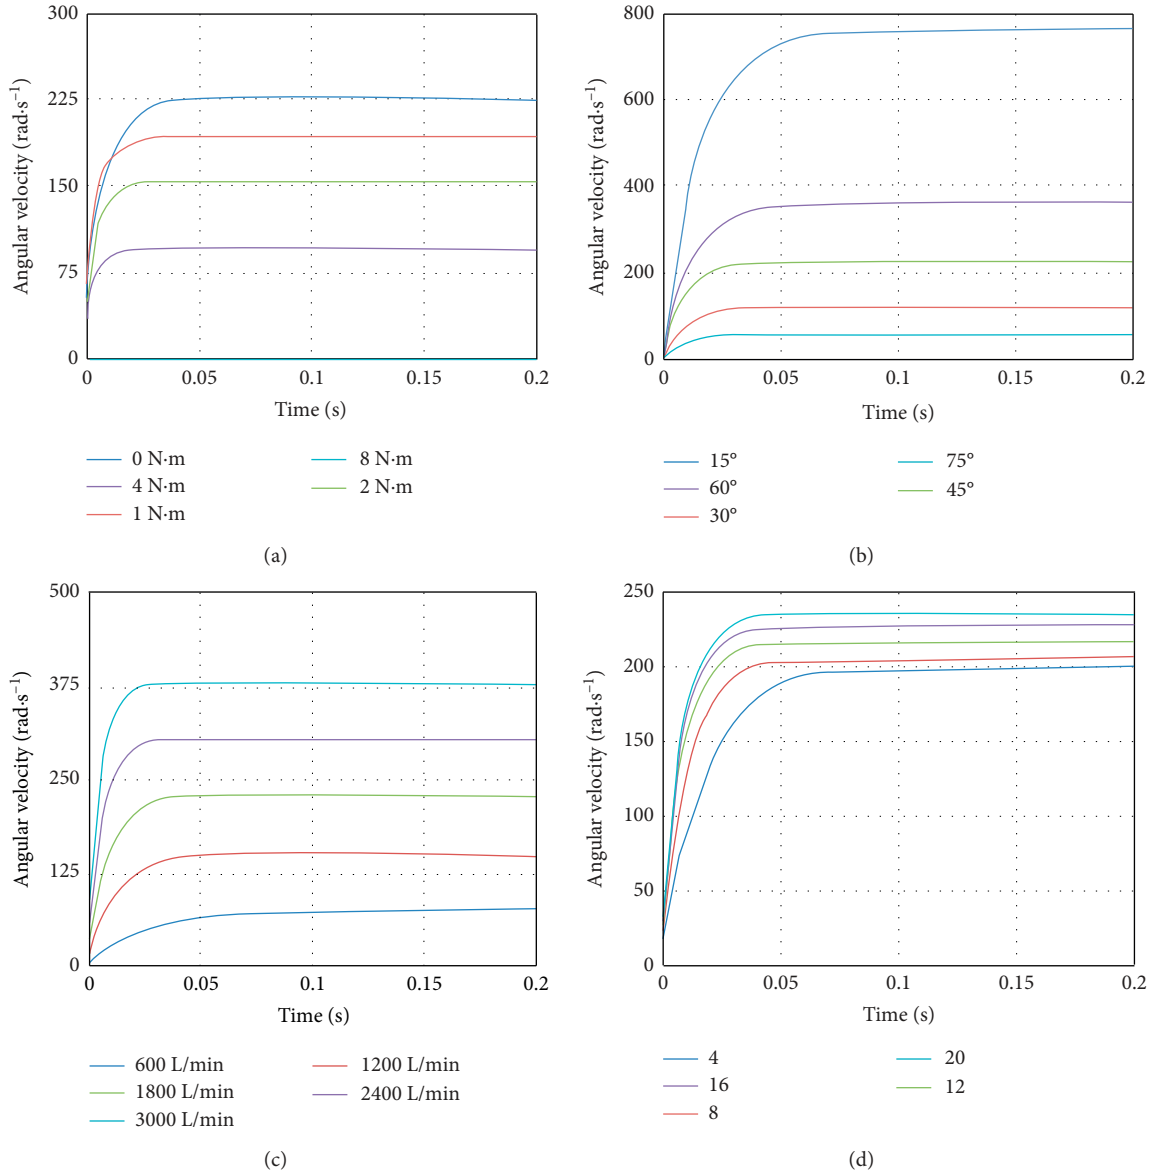 300
225
150
75
0
Angular velocity (rad·s⁻¹)
0 0.05 0.1 0.15 0.2
Time (s)
0 N·m 8 N·m
4 N·m 2 N·m
1 N·m
(a)
800
600
400
200
0
Angular velocity (rad·s⁻¹)
0 0.05 0.1 0.15 0.2
Time (s)
15° 75°
60° 45°
30°
(b)
500
375
250
125
0
Angular velocity (rad·s⁻¹)
0 0.05 0.1 0.15 0.2
Time (s)
600 L/min 1200 L/min
1800 L/min 2400 L/min
3000 L/min
(c)
250
200
150
100
50
0
Angular velocity (rad·s⁻¹)
0 0.05 0.1 0.15 0.2
Time (s)
4 20
16 12
8
(d)